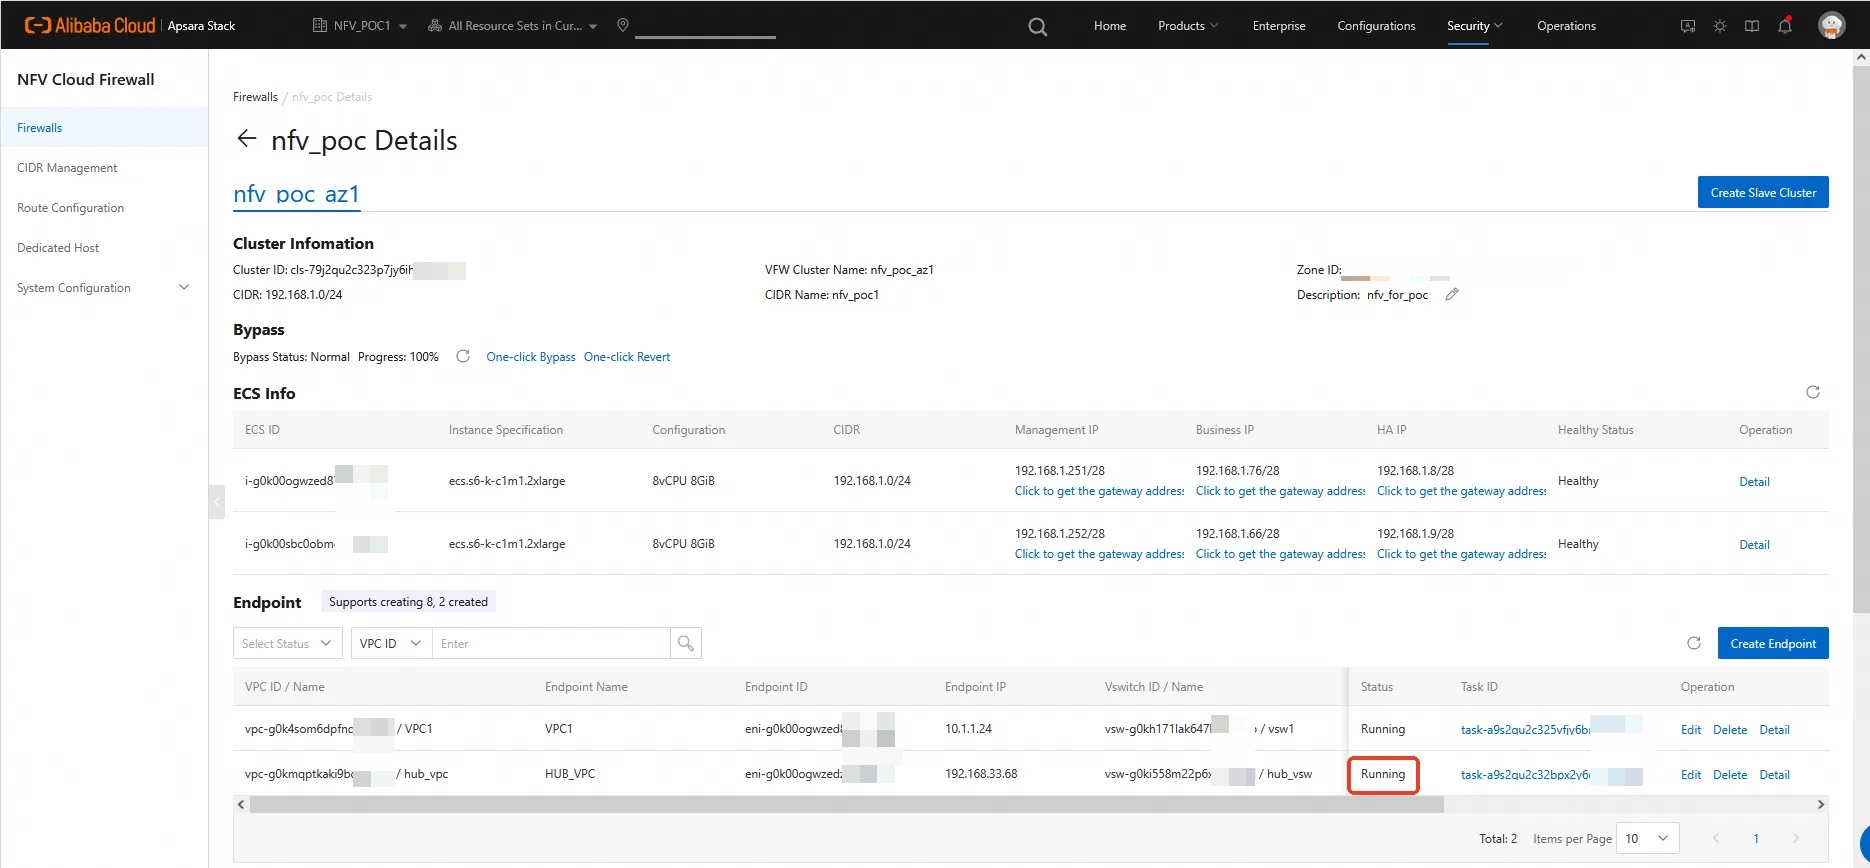 Alibaba Cloud | Apsara Stack NFV_POC1 All Resource Sets in Cur... Home Products Enterprise Configurations Security Operations
NFV Cloud Firewall
Firewalls
CIDR Management
Route Configuration
Dedicated Host
System Configuration
Firewalls / nfv_poc Details
nfv_poc Details
nfv_poc_az1
Create Slave Cluster
Cluster Infomation
Cluster ID: cls-79j2qu2c323p7jy6ih VFW Cluster Name: nfv_poc_az1 Zone ID:
CIDR: 192.168.1.0/24 CIDR Name: nfv_poc1 Description: nfv_for_poc
Bypass
Bypass Status: Normal Progress: 100% One-click Bypass One-click Revert
ECS Info
ECS ID Instance Specification Configuration CIDR Management IP Business IP HA IP Healthy Status Operation
i-g0k00ogwzed8 ecs.s6-k-c1m1.2xlarge 8vCPU 8GiB 192.168.1.0/24 192.168.1.251/28 192.168.1.76/28 192.168.1.8/28 Healthy Detail
Click to get the gateway address Click to get the gateway address Click to get the gateway address
i-g0k00sbc0obm ecs.s6-k-c1m1.2xlarge 8vCPU 8GiB 192.168.1.0/24 192.168.1.252/28 192.168.1.66/28 192.168.1.9/28 Healthy Detail
Click to get the gateway address Click to get the gateway address Click to get the gateway address
Endpoint Supports creating 8, 2 created
Select Status VPC ID Enter Create Endpoint
VPC ID / Name Endpoint Name Endpoint ID Endpoint IP Vswitch ID / Name Status Task ID Operation
vpc-g0k4som6dpfnc / VPC1 VPC1 eni-g0k00ogwzed 10.1.1.24 vsw-g0kh171lak647 / vsw1 Running task-a9s2qu2c325vfjy6b Edit Delete Detail
vpc-g0kmqptkaki9b / hub_vpc HUB_VPC eni-g0k00ogwzed 192.168.33.68 vsw-g0ki558m22p6 / hub_vsw Running task-a9s2qu2c32bpx2y6 Edit Delete Detail
Total: 2 Items per Page 10 1